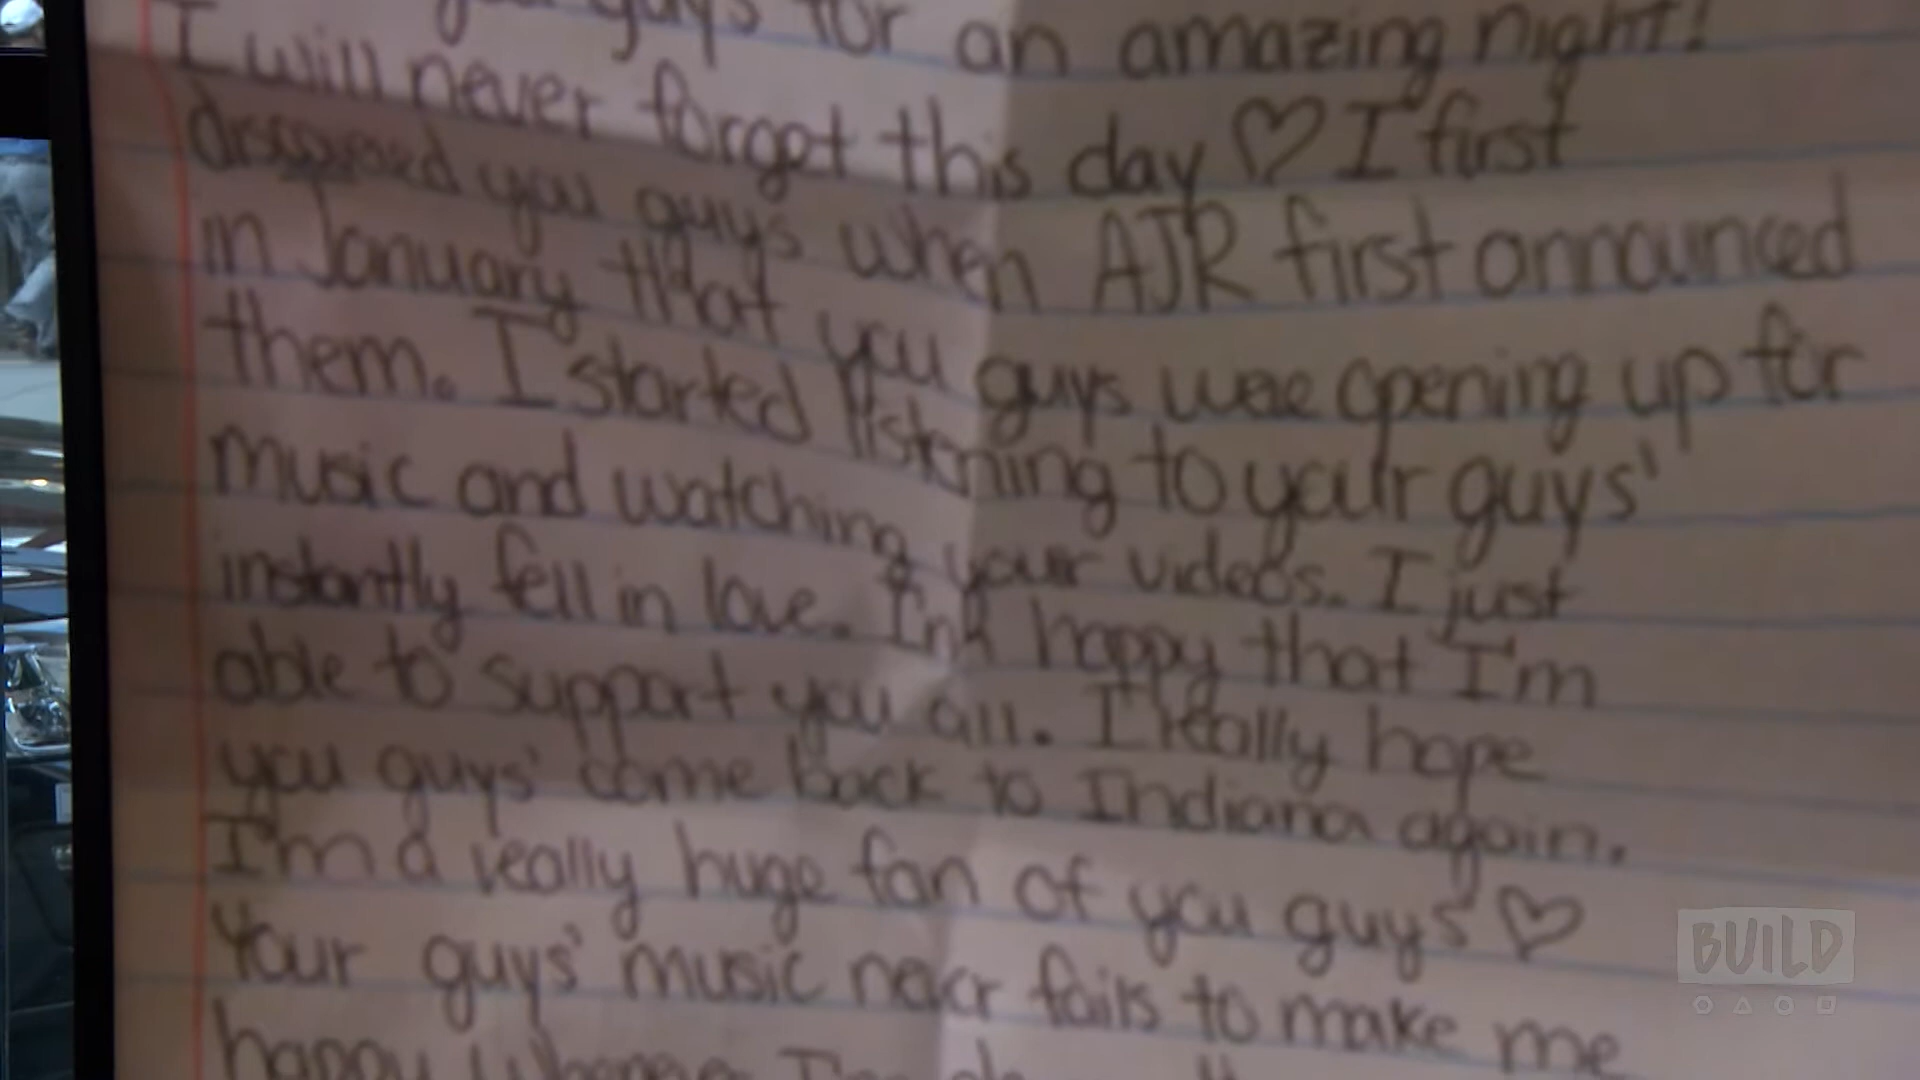 guys for an amazing night!
I will never forget this day ♡ I first
discovered you guys when AJR first announced
in January that you guys were opening up for
them. I started listening to your guys'
music and watching your videos. I just
instantly fell in love. I'm happy that I'm
able to support you all. I really hope
you guys' come back to Indiana again.
I'm a really huge fan of you guys ♡
Your guys' music never fails to make me
happy
BUILD